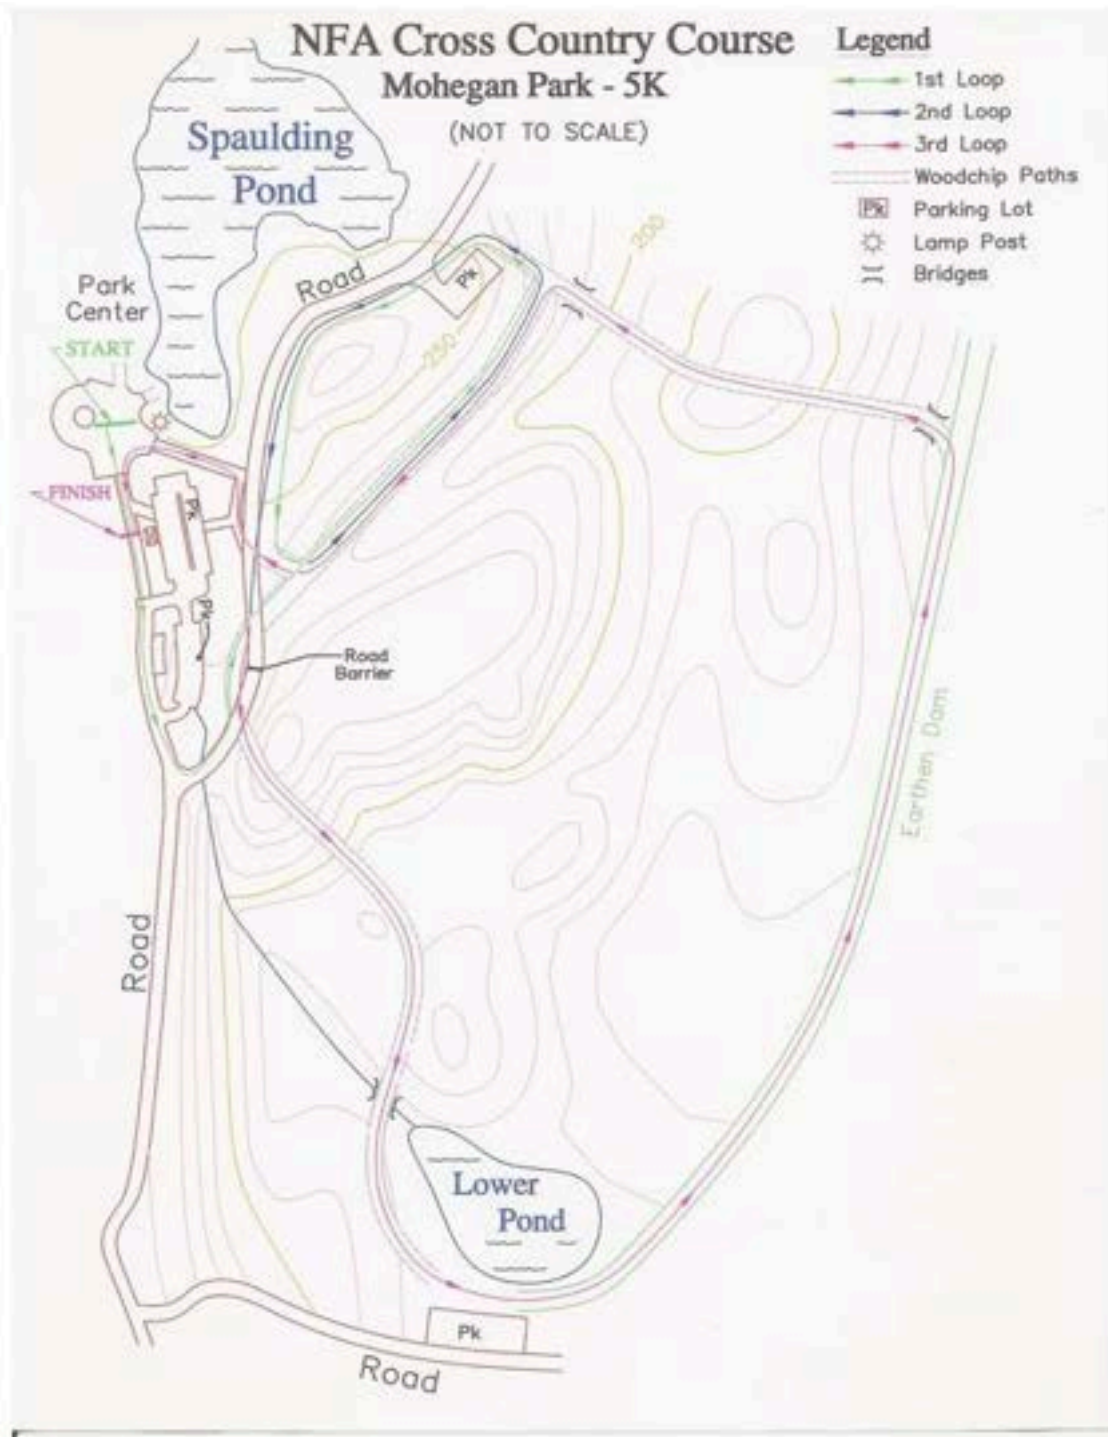 NFA Cross Country Course
Mohegan Park - 5K
(NOT TO SCALE)
Legend
1st Loop
2nd Loop
3rd Loop
Woodchip Paths
Pk Parking Lot
Lamp Post
Bridges
Spaulding
Pond
Park
Center
START
FINISH
Road
Pk
200
250
Pk
Pk
Road
Barrier
Earthen Dam
Road
Lower
Pond
Pk
Road